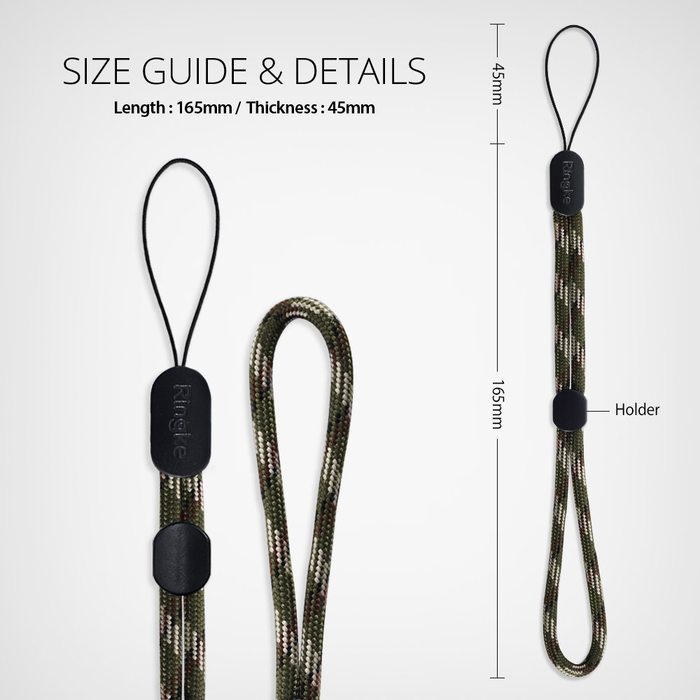 SIZE GUIDE & DETAILS
Length : 165mm / Thickness : 45mm
45mm
Ringke
165mm
Holder
Ringke